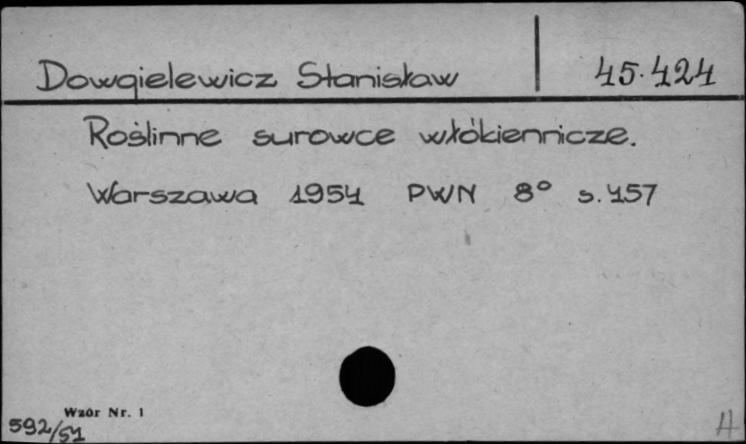 Dowgielewicz Stanisław
45.424
Roślinne surowce włókiennicze.
Warszawa 1954 PWN 8° s. 457
Wzór Nr. 1
592/51